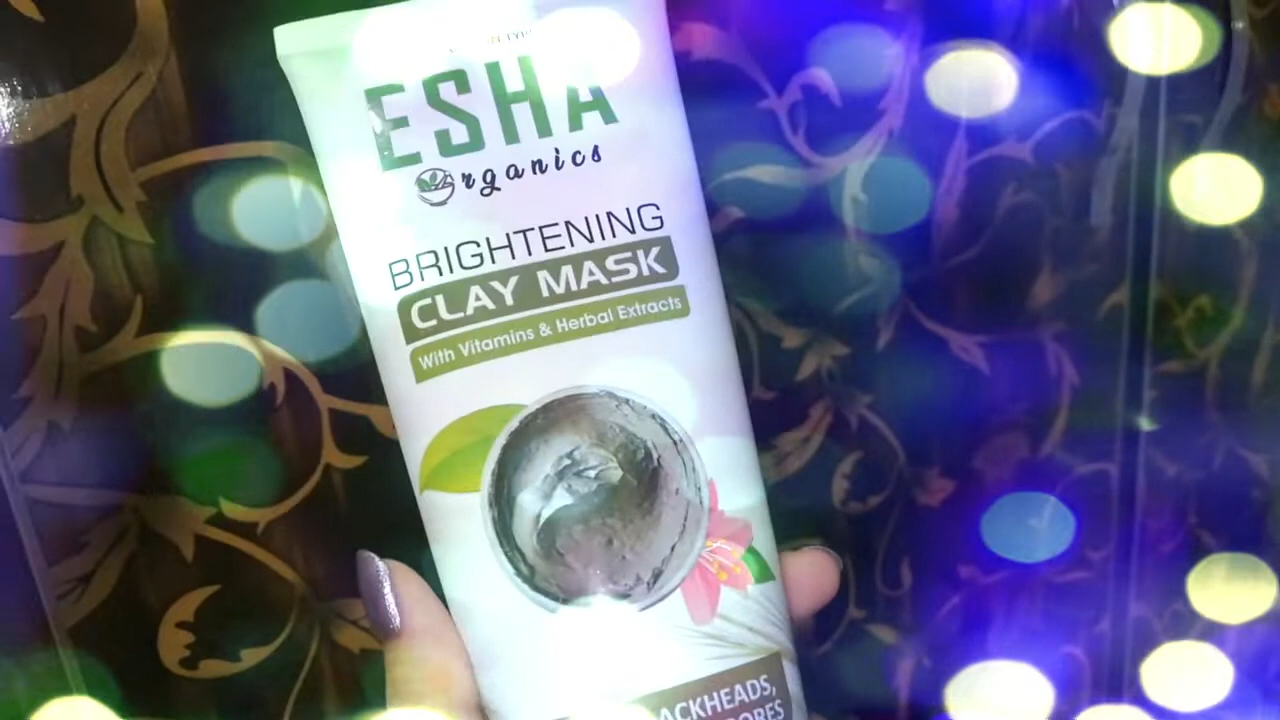 ESHA
Organics
BRIGHTENING
CLAY MASK
With Vitamins & Herbal Extracts